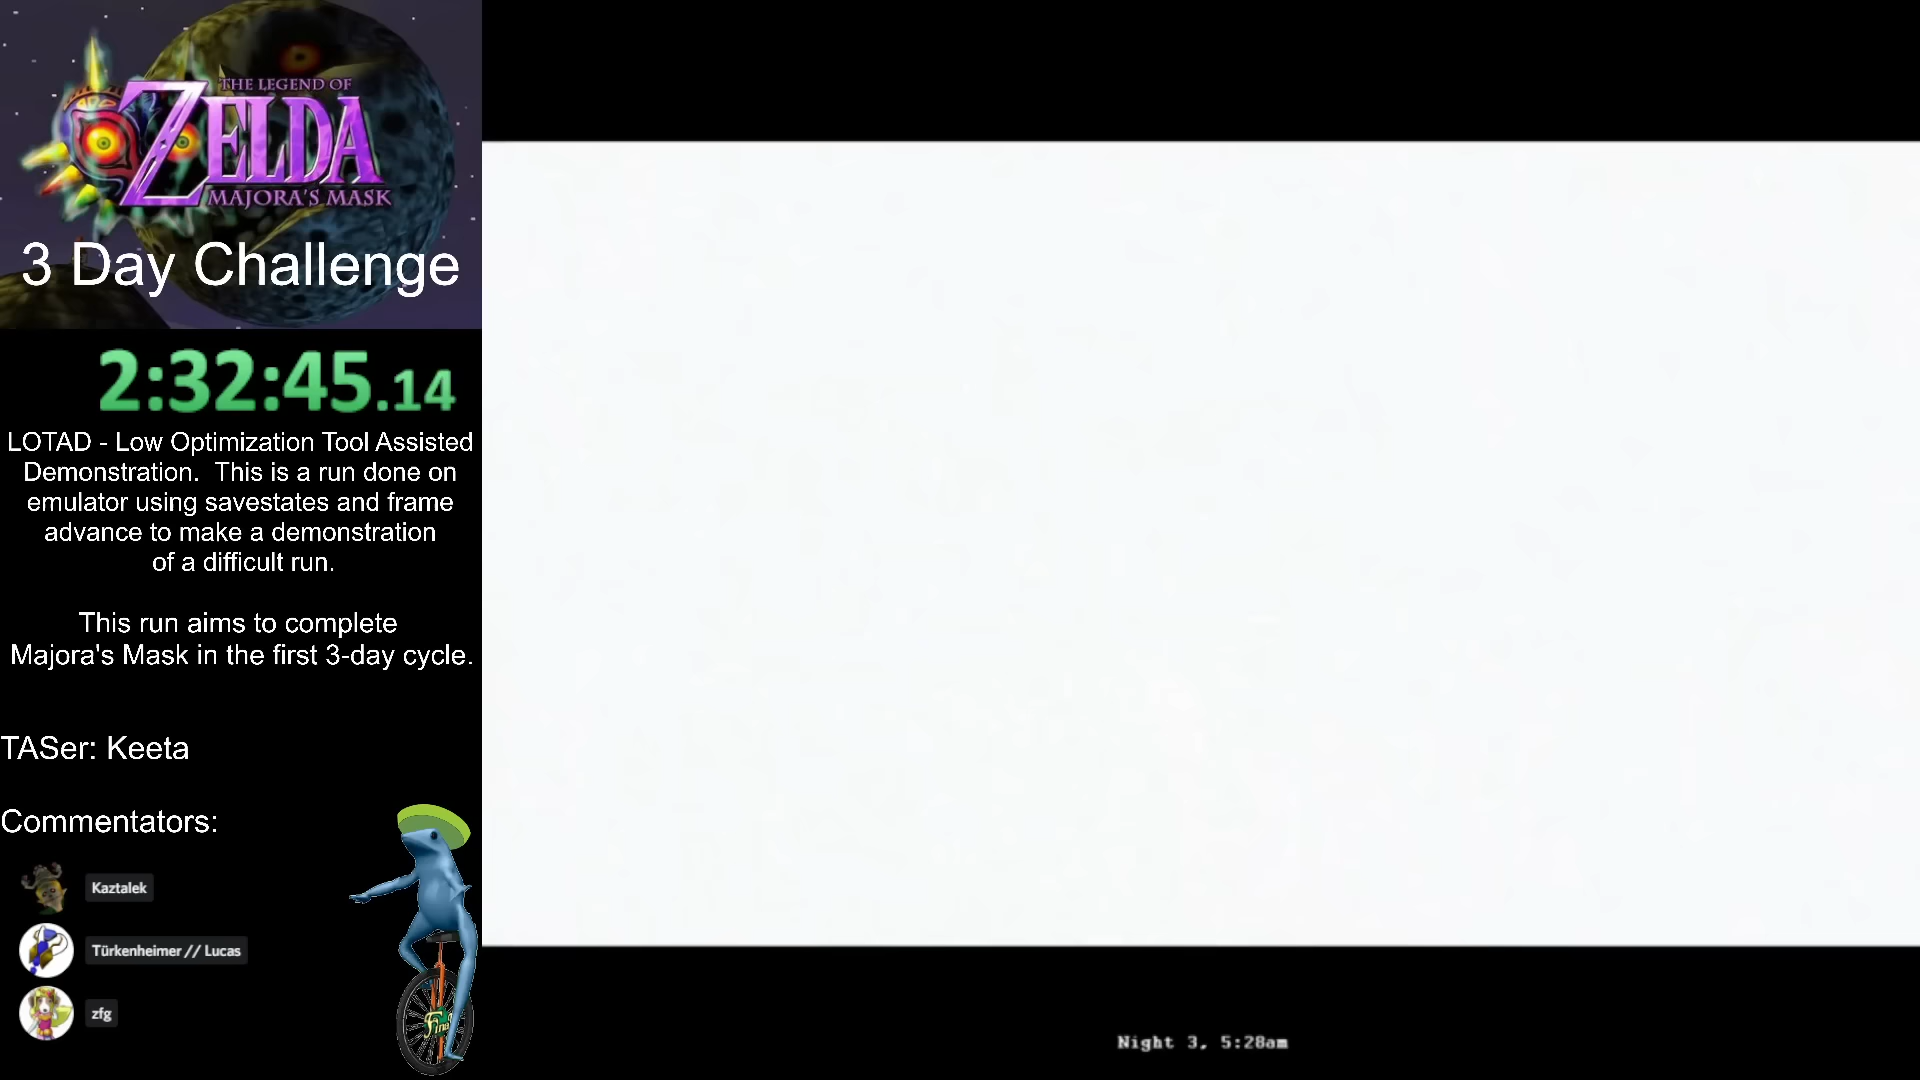 THE LEGEND OF
ZELDA
MAJORA'S MASK
3 Day Challenge
2:32:45.14
LOTAD - Low Optimization Tool Assisted
Demonstration. This is a run done on
emulator using savestates and frame
advance to make a demonstration
of a difficult run.
This run aims to complete
Majora's Mask in the first 3-day cycle.
TASer: Keeta
Commentators:
Kaztalek
Türkenheimer // Lucas
zfg
Night 3, 5:28am